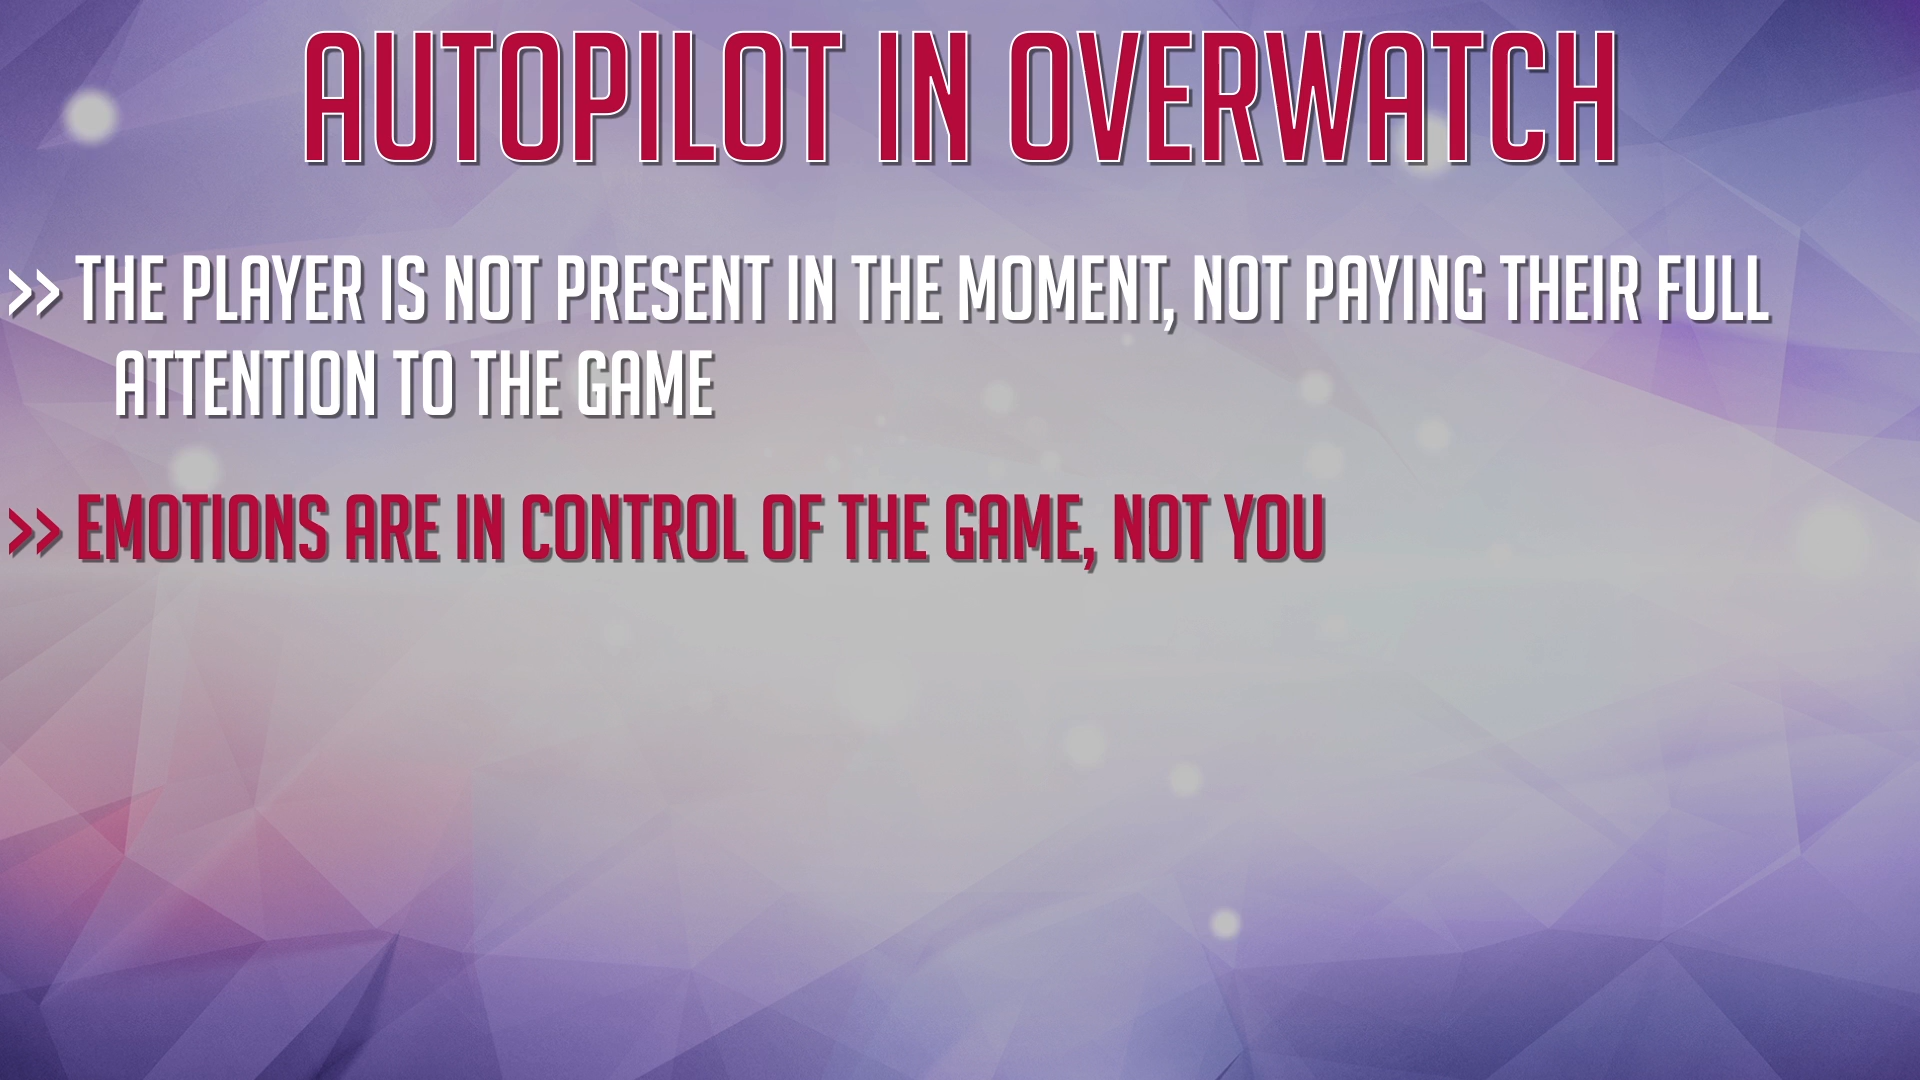 AUTOPILOT IN OVERWATCH
>> THE PLAYER IS NOT PRESENT IN THE MOMENT, NOT PAYING THEIR FULL
ATTENTION TO THE GAME
>> EMOTIONS ARE IN CONTROL OF THE GAME, NOT YOU